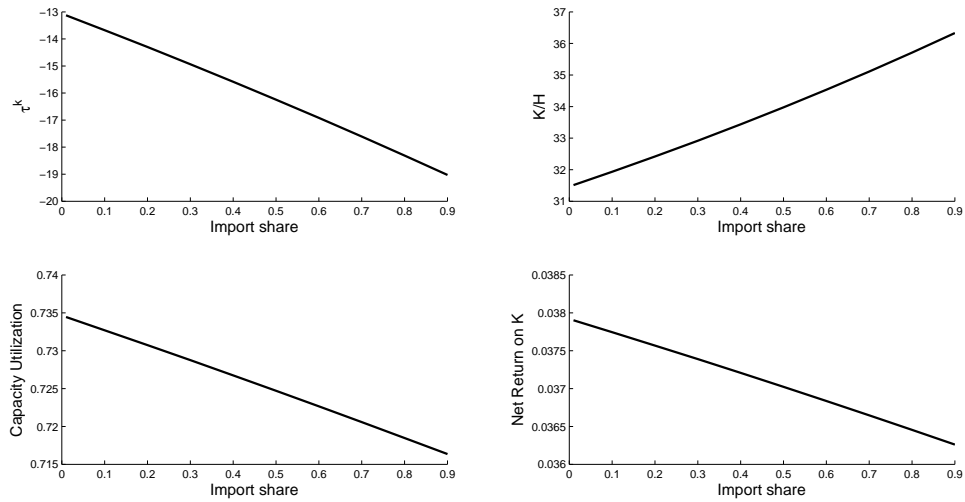 −13
−14
−15
−16
−17
−18
−19
−20
τk
0 0.1 0.2 0.3 0.4 0.5 0.6 0.7 0.8 0.9
Import share
37
36
35
34
33
32
31
K/H
0 0.1 0.2 0.3 0.4 0.5 0.6 0.7 0.8 0.9
Import share
0.74
0.735
0.73
0.725
0.72
0.715
Capacity Utilization
0 0.1 0.2 0.3 0.4 0.5 0.6 0.7 0.8 0.9
Import share
0.0385
0.038
0.0375
0.037
0.0365
0.036
Net Return on K
0 0.1 0.2 0.3 0.4 0.5 0.6 0.7 0.8 0.9
Import share